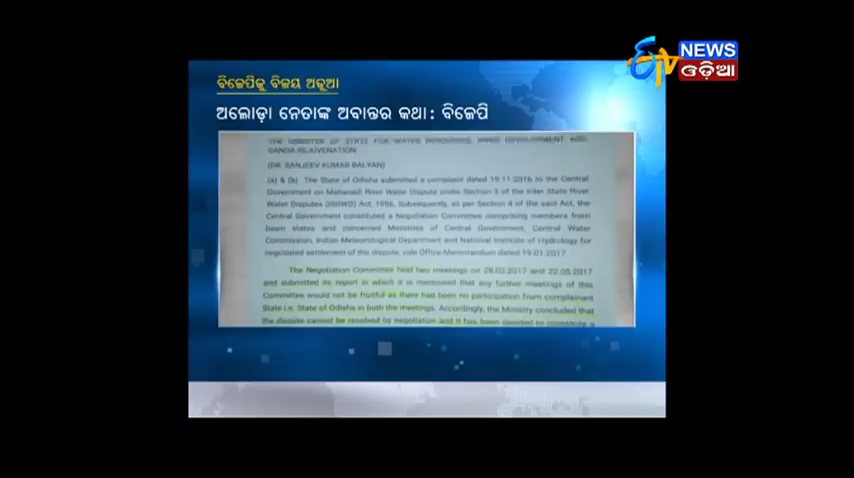 ETV NEWS
ଓଡ଼ିଆ
ବିଜେପିକୁ ବିଜୟ ଅଡୁଆ
ଅଲୋଡ଼ା ନେତାଙ୍କ ଅବାନ୍ତର କଥା : ବିଜେପି
THE MINISTER OF STATE FOR WATER RESOURCES, RIVER DEVELOPMENT AND
GANGA REJUVENATION
(DR. SANJEEV KUMAR BALYAN)
(a) & (b) The State of Odisha submitted a complaint dated 19.11.2016 to the Central
Government on Mahanadi River Water Dispute under Section 3 of the Inter State River
Water Disputes (ISRWD) Act, 1956. Subsequently, as per Section 4 of the said Act, the
Central Government constituted a Negotiation Committee comprising members from
basin states and concerned Ministries of Central Government, Central Water
Commission, Indian Meteorological Department and National Institute of Hydrology for
negotiated settlement of the dispute, vide Office Memorandum dated 19.01.2017.
The Negotiation Committee held two meetings on 28.02.2017 and 22.05.2017
and submitted its report in which it is mentioned that any further meetings of this
Committee would not be fruitful as there had been no participation from complainant
State i.e. State of Odisha in both the meetings. Accordingly, the Ministry concluded that
the dispute cannot be resolved by negotiation and it has been decided to constitute a